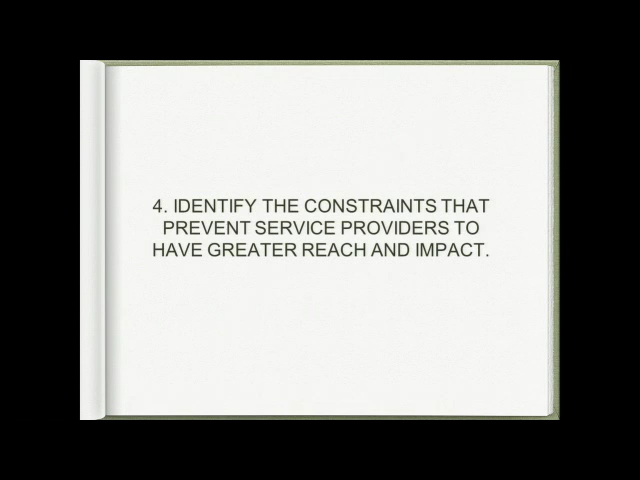 4. IDENTIFY THE CONSTRAINTS THAT
PREVENT SERVICE PROVIDERS TO
HAVE GREATER REACH AND IMPACT.